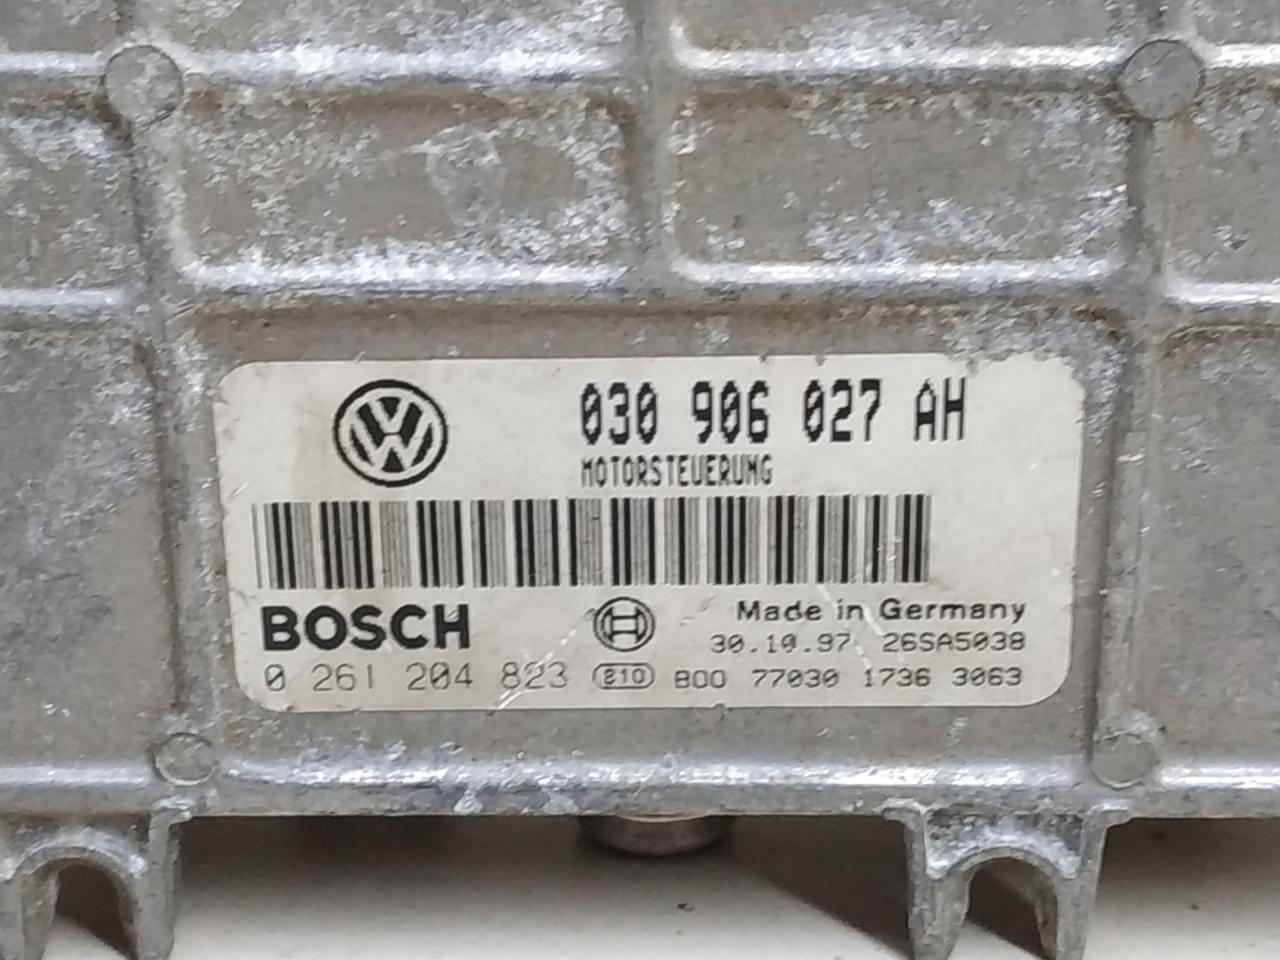 030 906 027 AH
MOTORSTEUERUNG
BOSCH
Made in Germany
30.10.97 26SA5038
0 261 204 823 810 B00 77030 1736 3063